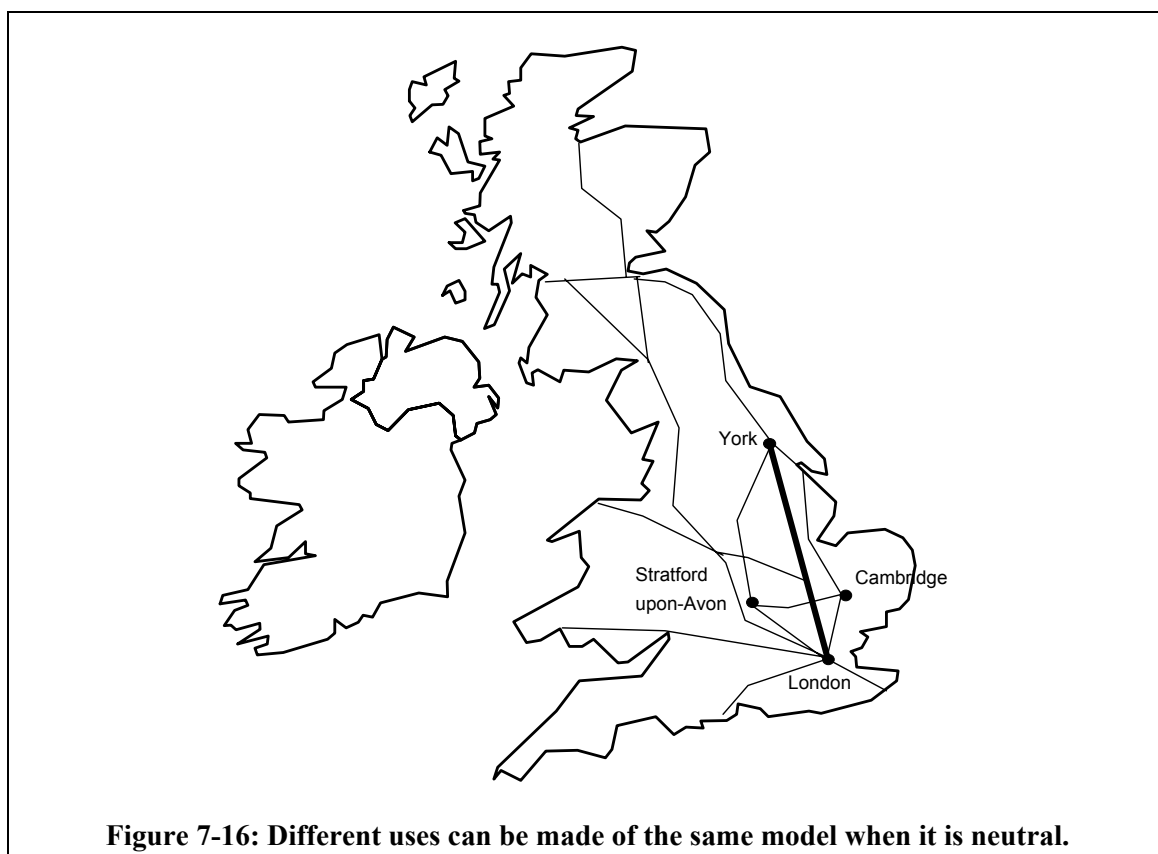 York
Stratford
upon-Avon
Cambridge
London
Figure 7-16: Different uses can be made of the same model when it is neutral.